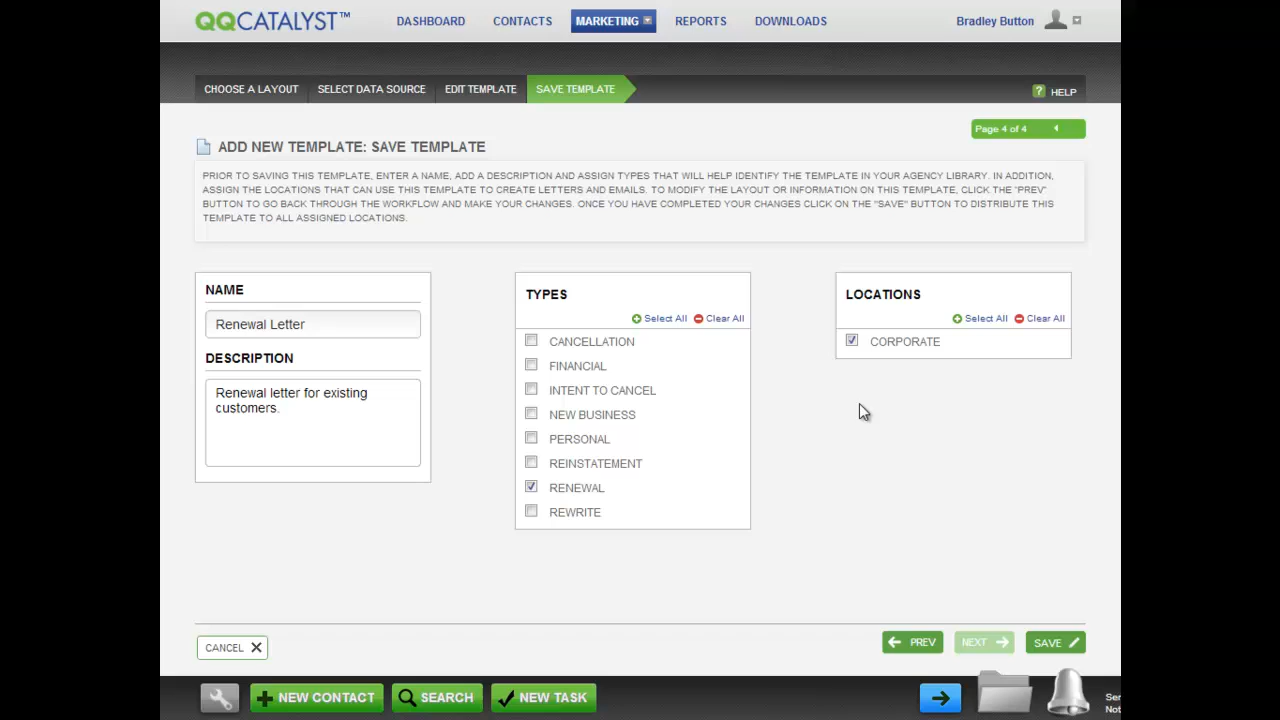 QQCATALYST™
DASHBOARD
CONTACTS
MARKETING
REPORTS
DOWNLOADS
Bradley Button
CHOOSE A LAYOUT
SELECT DATA SOURCE
EDIT TEMPLATE
SAVE TEMPLATE
? HELP
Page 4 of 4
ADD NEW TEMPLATE: SAVE TEMPLATE
PRIOR TO SAVING THIS TEMPLATE, ENTER A NAME, ADD A DESCRIPTION AND ASSIGN TYPES THAT WILL HELP IDENTIFY THE TEMPLATE IN YOUR AGENCY LIBRARY. IN ADDITION,
ASSIGN THE LOCATIONS THAT CAN USE THIS TEMPLATE TO CREATE LETTERS AND EMAILS. TO MODIFY THE LAYOUT OR INFORMATION ON THIS TEMPLATE, CLICK THE "PREV"
BUTTON TO GO BACK THROUGH THE WORKFLOW AND MAKE YOUR CHANGES. ONCE YOU HAVE COMPLETED YOUR CHANGES CLICK ON THE "SAVE" BUTTON TO DISTRIBUTE THIS
TEMPLATE TO ALL ASSIGNED LOCATIONS.
NAME
Renewal Letter
DESCRIPTION
Renewal letter for existing
customers.
TYPES
Select All
Clear All
CANCELLATION
FINANCIAL
INTENT TO CANCEL
NEW BUSINESS
PERSONAL
REINSTATEMENT
RENEWAL
REWRITE
LOCATIONS
Select All
Clear All
CORPORATE
CANCEL
PREV
NEXT
SAVE
NEW CONTACT
SEARCH
NEW TASK
Ser
Not